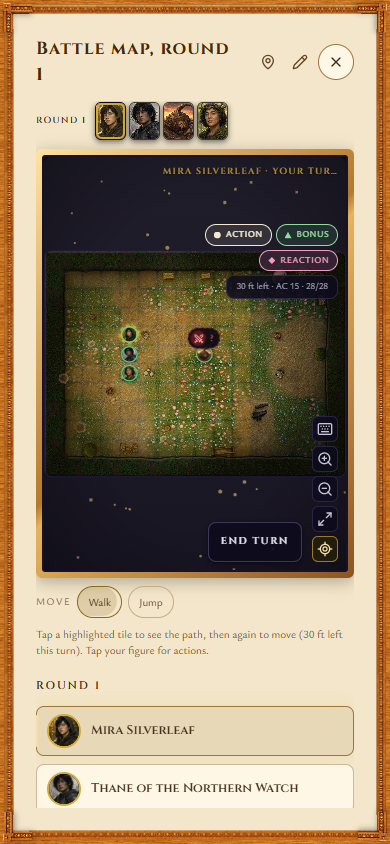 Battle map, round
1
ROUND 1
MIRA SILVERLEAF · YOUR TUR...
ACTION
BONUS
REACTION
30 ft left · AC 15 · 28/28
END TURN
MOVE
Walk
Jump
Tap a highlighted tile to see the path, then again to move (30 ft left
this turn). Tap your figure for actions.
ROUND 1
Mira Silverleaf
Thane of the Northern Watch